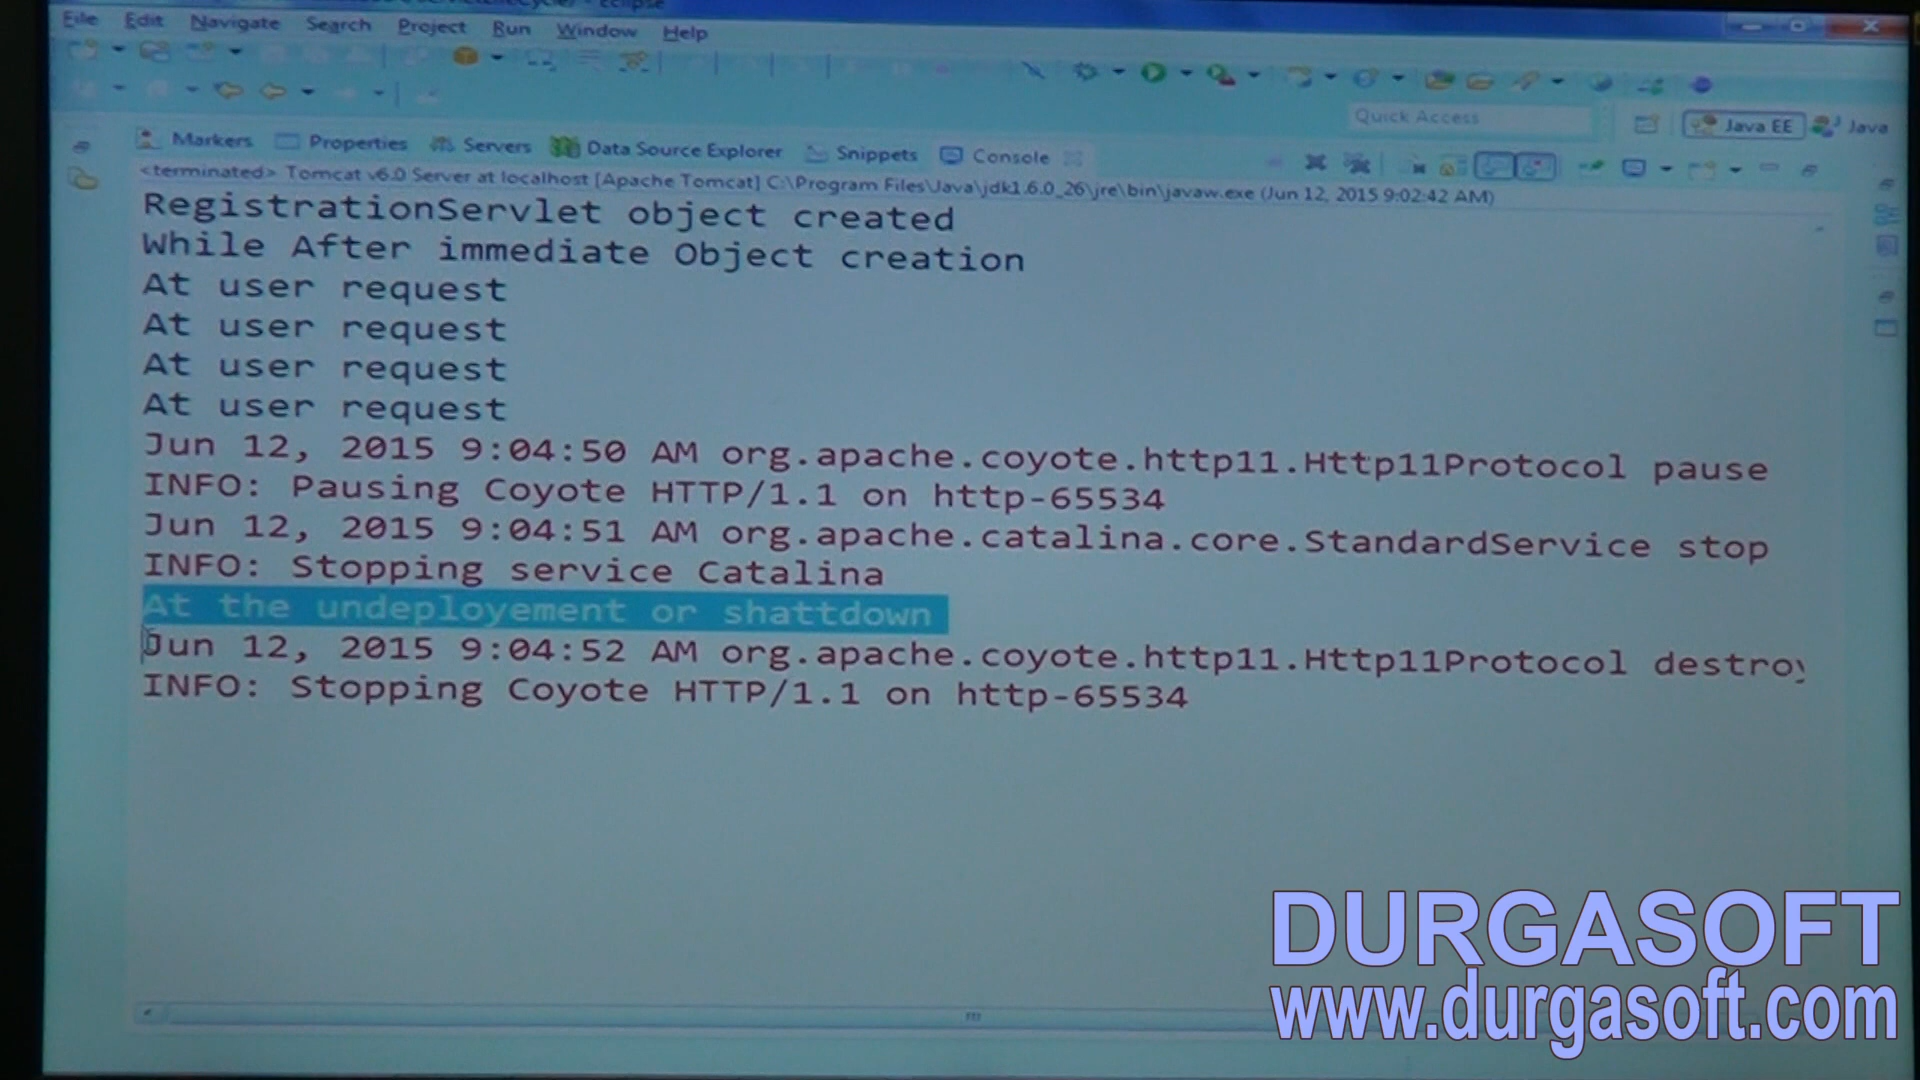 File Edit Navigate Search Project Run Window Help
Quick Access
Java EE Java
Markers Properties Servers Data Source Explorer Snippets Console
<terminated> Tomcat v6.0 Server at localhost [Apache Tomcat] C:\Program Files\Java\jdk1.6.0_26\jre\bin\javaw.exe (Jun 12, 2015 9:02:42 AM)
RegistrationServlet object created
While After immediate Object creation
At user request
At user request
At user request
At user request
Jun 12, 2015 9:04:50 AM org.apache.coyote.http11.Http11Protocol pause
INFO: Pausing Coyote HTTP/1.1 on http-65534
Jun 12, 2015 9:04:51 AM org.apache.catalina.core.StandardService stop
INFO: Stopping service Catalina
At the undeployement or shattdown
Jun 12, 2015 9:04:52 AM org.apache.coyote.http11.Http11Protocol destroy
INFO: Stopping Coyote HTTP/1.1 on http-65534
DURGASOFT
www.durgasoft.com